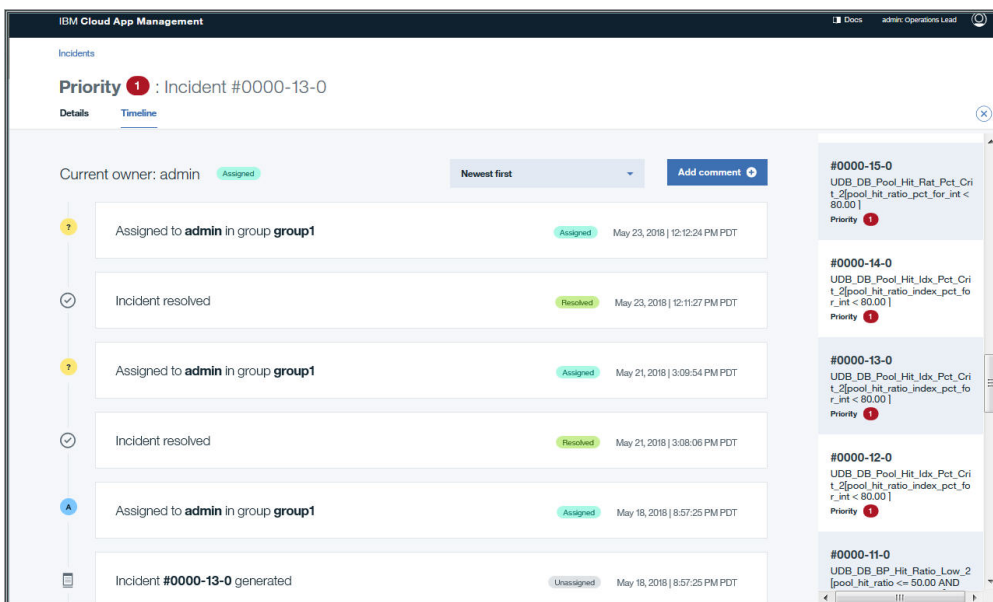 IBM Cloud App Management
Docs
admin: Operations Lead
Incidents
Priority 1 : Incident #0000-13-0
Details
Timeline
Current owner: admin
Assigned
Newest first
Add comment
?
Assigned to admin in group group1
Assigned
May 23, 2018 | 12:12:24 PM PDT
Incident resolved
Resolved
May 23, 2018 | 12:11:27 PM PDT
?
Assigned to admin in group group1
Assigned
May 21, 2018 | 3:09:54 PM PDT
Incident resolved
Resolved
May 21, 2018 | 3:08:06 PM PDT
A
Assigned to admin in group group1
Assigned
May 18, 2018 | 8:57:25 PM PDT
Incident #0000-13-0 generated
Unassigned
May 18, 2018 | 8:57:25 PM PDT
#0000-15-0
UDB_DB_Pool_Hit_Rat_Pct_Cri
t_2[pool_hit_ratio_pct_for_int <
80.00 ]
Priority 1
#0000-14-0
UDB_DB_Pool_Hit_Idx_Pct_Cri
t_2[pool_hit_ratio_index_pct_fo
r_int < 80.00 ]
Priority 1
#0000-13-0
UDB_DB_Pool_Hit_Idx_Pct_Cri
t_2[pool_hit_ratio_index_pct_fo
r_int < 80.00 ]
Priority 1
#0000-12-0
UDB_DB_Pool_Hit_Idx_Pct_Cri
t_2[pool_hit_ratio_index_pct_fo
r_int < 80.00 ]
Priority 1
#0000-11-0
UDB_DB_BP_Hit_Ratio_Low_2
[pool_hit_ratio <= 50.00 AND